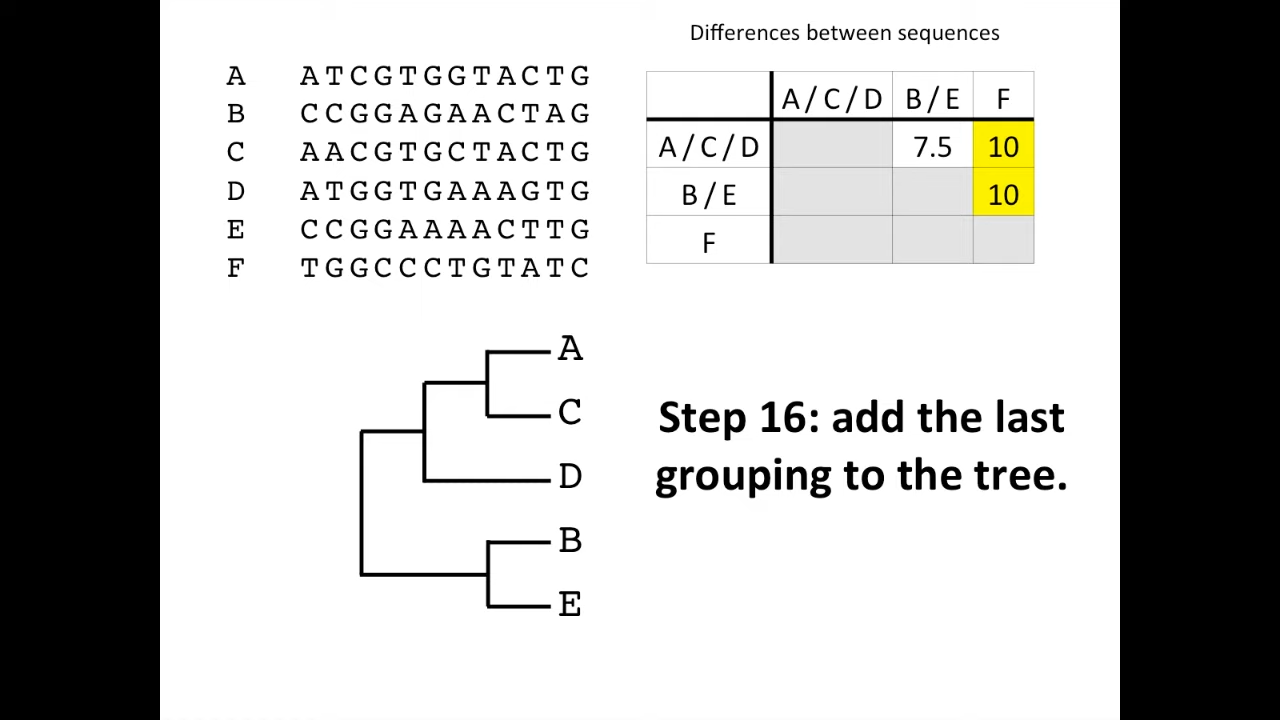 Differences between sequences
A ATCGTGGTACTG
B CCGGAGAACTAG
C AACGTGCTACTG
D ATGGTGAAAGTG
E CCGGAAAACTTG
F TGGCCCTGTATC
A / C / D B / E F
A / C / D 7.5 10
B / E 10
F
A
C
D
B
E
Step 16: add the last
grouping to the tree.